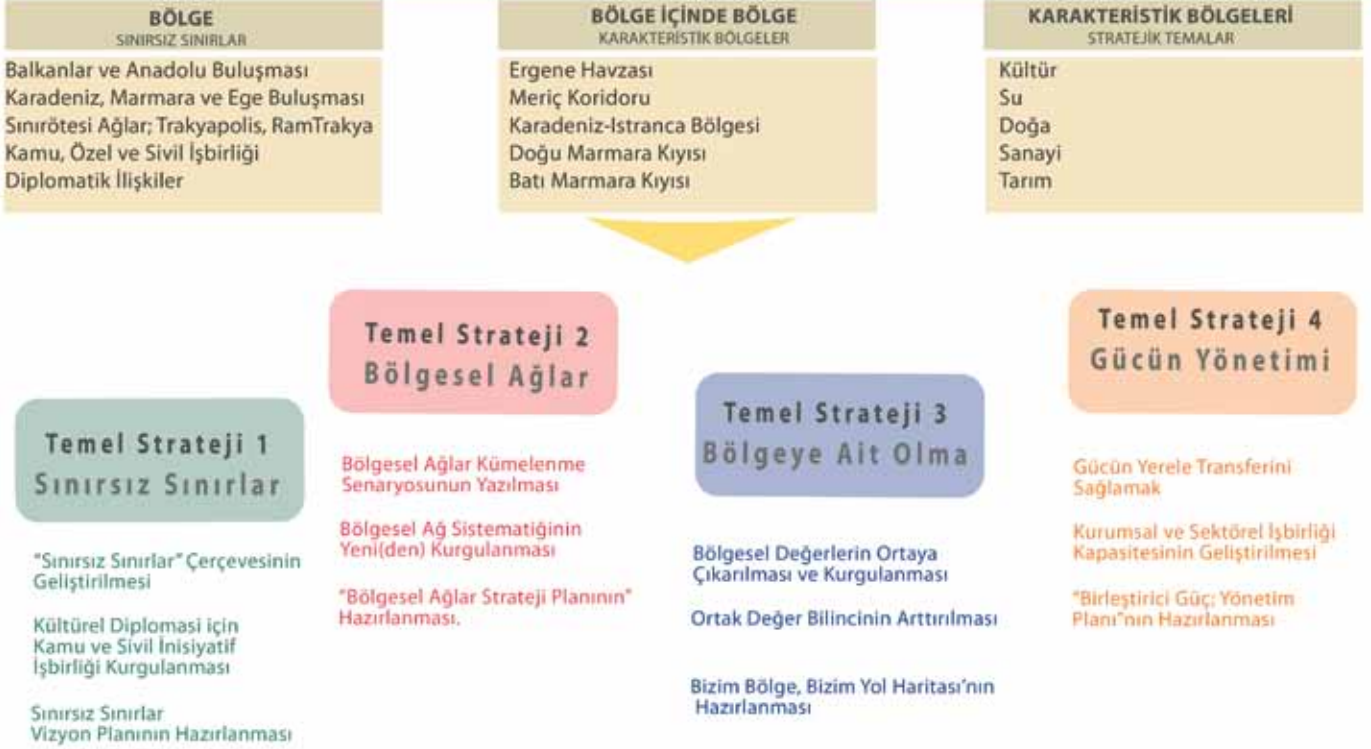 BÖLGE
SINIRSIZ SINIRLAR
Balkanlar ve Anadolu Buluşması
Karadeniz, Marmara ve Ege Buluşması
Sınırötesi Ağlar; Trakyapolis, RamTrakya
Kamu, Özel ve Sivil İşbirliği
Diplomatik İlişkiler
BÖLGE İÇİNDE BÖLGE
KARAKTERİSTİK BÖLGELER
Ergene Havzası
Meriç Koridoru
Karadeniz-Istranca Bölgesi
Doğu Marmara Kıyısı
Batı Marmara Kıyısı
KARAKTERİSTİK BÖLGELERİ
STRATEJİK TEMALAR
Kültür
Su
Doğa
Sanayi
Tarım
Temel Strateji 1
Sınırsız Sınırlar
"Sınırsız Sınırlar" Çerçevesinin
Geliştirilmesi
Kültürel Diplomasi için
Kamu ve Sivil İnisiyatif
İşbirliği Kurgulanması
Sınırsız Sınırlar
Vizyon Planının Hazırlanması
Temel Strateji 2
Bölgesel Ağlar
Bölgesel Ağlar Kümelenme
Senaryosunun Yazılması
Bölgesel Ağ Sistematiğinin
Yeni(den) Kurgulanması
"Bölgesel Ağlar Strateji Planının"
Hazırlanması.
Temel Strateji 3
Bölgeye Ait Olma
Bölgesel Değerlerin Ortaya
Çıkarılması ve Kurgulanması
Ortak Değer Bilincinin Arttırılması
Bizim Bölge, Bizim Yol Haritası'nın
Hazırlanması
Temel Strateji 4
Gücün Yönetimi
Gücün Yerele Transferini
Sağlamak
Kurumsal ve Sektörel İşbirliği
Kapasitesinin Geliştirilmesi
"Birleştirici Güç; Yönetim
Planı"nın Hazırlanması